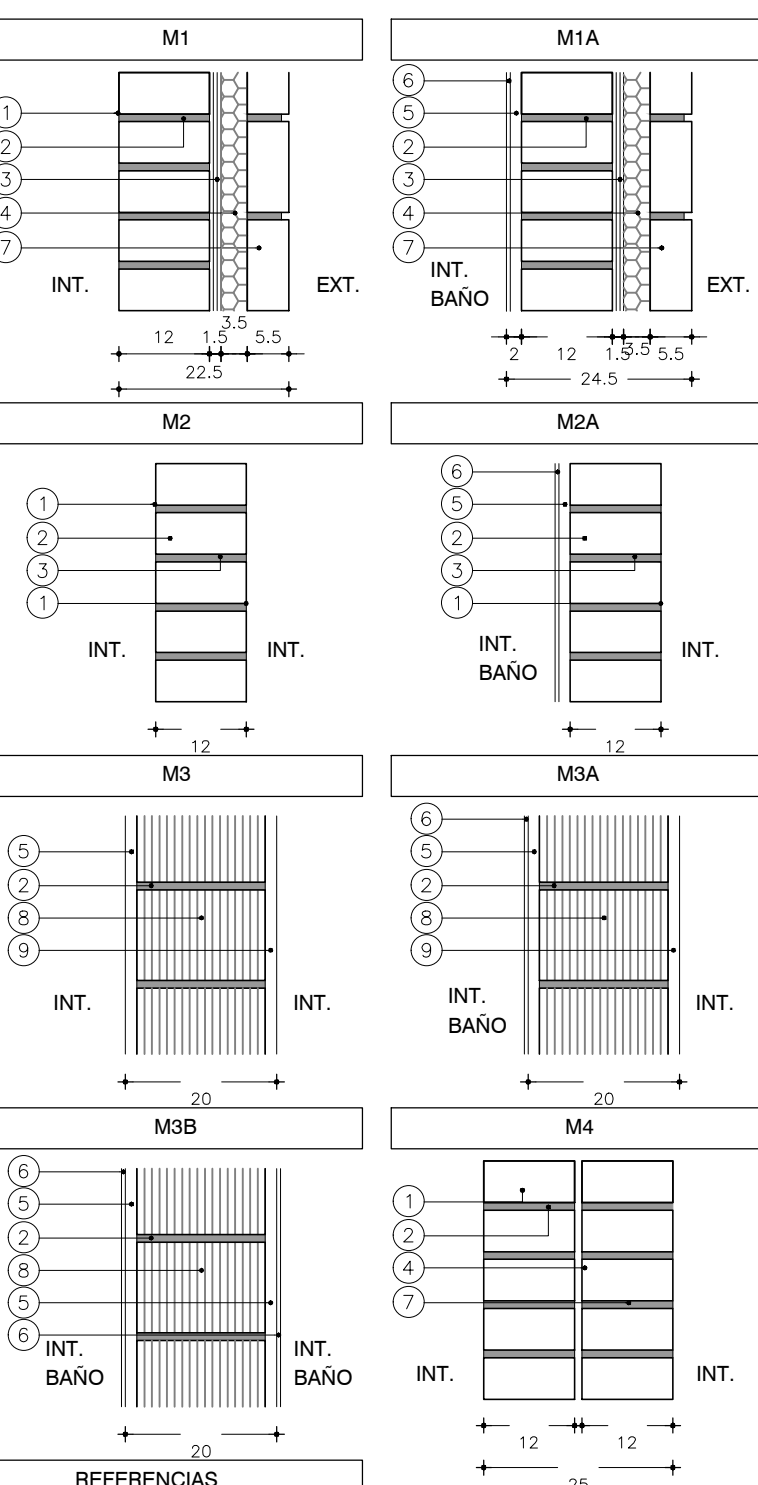 M1
1
2
3
4
7
INT.
EXT.
12
1.5
3.5
5.5
22.5
M1A
6
5
2
3
4
7
INT.
BAÑO
EXT.
2
12
1.5
3.5
5.5
24.5
M2
1
2
3
1
INT.
INT.
12
M2A
6
5
2
3
1
INT.
BAÑO
INT.
12
M3
5
2
8
9
INT.
INT.
20
M3A
6
5
2
8
9
INT.
BAÑO
INT.
20
M3B
6
5
2
8
5
6
INT.
BAÑO
INT.
BAÑO
20
M4
1
2
4
7
INT.
INT.
12
12
25
REFERENCIAS